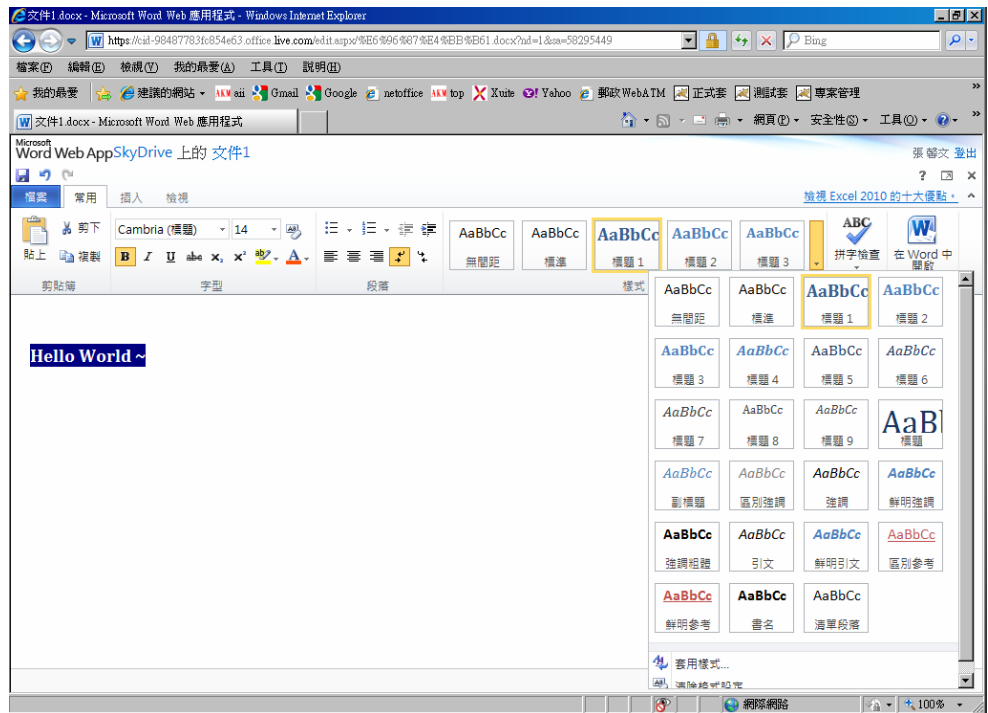 文件1.docx - Microsoft Word Web 應用程式 - Windows Internet Explorer
https://cid-98487783fc854e63.office.live.com/edit.aspx/%E6%96%87%E4%BB%B61.docx?nd=1&sa=58295449
Bing
檔案(F) 編輯(E) 檢視(V) 我的最愛(A) 工具(T) 說明(H)
我的最愛 建議的網站 aii Gmail Google netoffice top Xuite Yahoo 郵政WebATM 正式套 測試套 專案管理 »
文件1.docx - Microsoft Word Web 應用程式 網頁(P) 安全性(S) 工具(O) »
Microsoft
Word Web App SkyDrive 上的 文件1 張馨文 登出
檔案 常用 插入 檢視 檢視 Excel 2010 的十大優點。
貼上 剪下 複製 Cambria (標題) 14
B I U abc x₂ x² ab A
AaBbCc AaBbCc AaBbCc AaBbCc AaBbCc
無間距 標準 標題 1 標題 2 標題 3
ABC 拼字檢查 在 Word 中開啟
剪貼簿 字型 段落 樣式
AaBbCc AaBbCc AaBbCc AaBbCc
無間距 標準 標題 1 標題 2
Hello World ~
AaBbCc AaBbCc AaBbCc AaBbCc
標題 3 標題 4 標題 5 標題 6
AaBbCc AaBbCc AaBbCc AaB
標題 7 標題 8 標題 9 標題
AaBbCc AaBbCc AaBbCc AaBbCc
副標題 區別強調 強調 鮮明強調
AaBbCc AaBbCc AaBbCc AaBbCc
強調粗體 引文 鮮明引文 區別參考
AaBbCc AaBbCc AaBbCc
鮮明參考 書名 清單段落
套用樣式...
清除格式設定
網際網路 100%